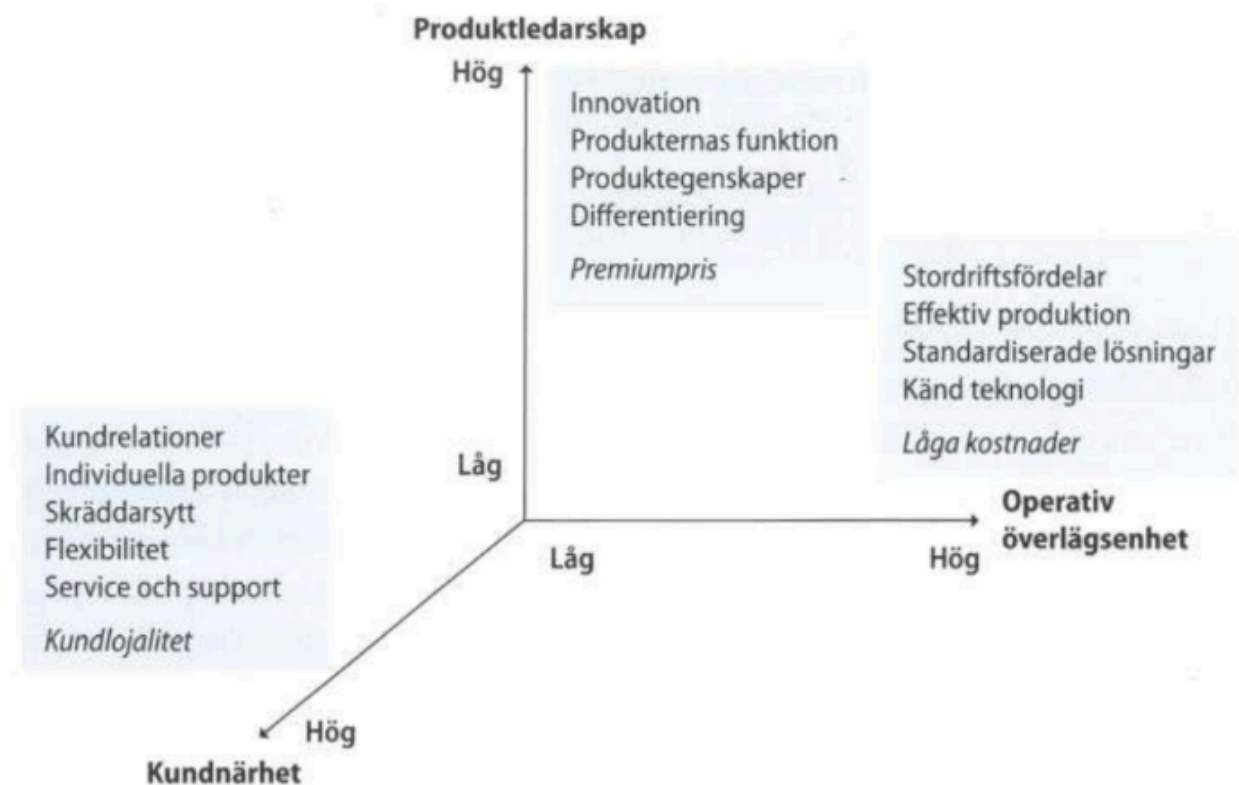 Produktledarskap
Hög
Innovation
Produkternas funktion
Produktegenskaper
Differentiering
Premiumpris
Stordriftsfördelar
Effektiv produktion
Standardiserade lösningar
Känd teknologi
Låga kostnader
Kundrelationer
Individuella produkter
Skräddarsytt
Flexibilitet
Service och support
Kundlojalitet
Låg
Låg
Hög
Operativ
överlägsenhet
Hög
Kundnärhet